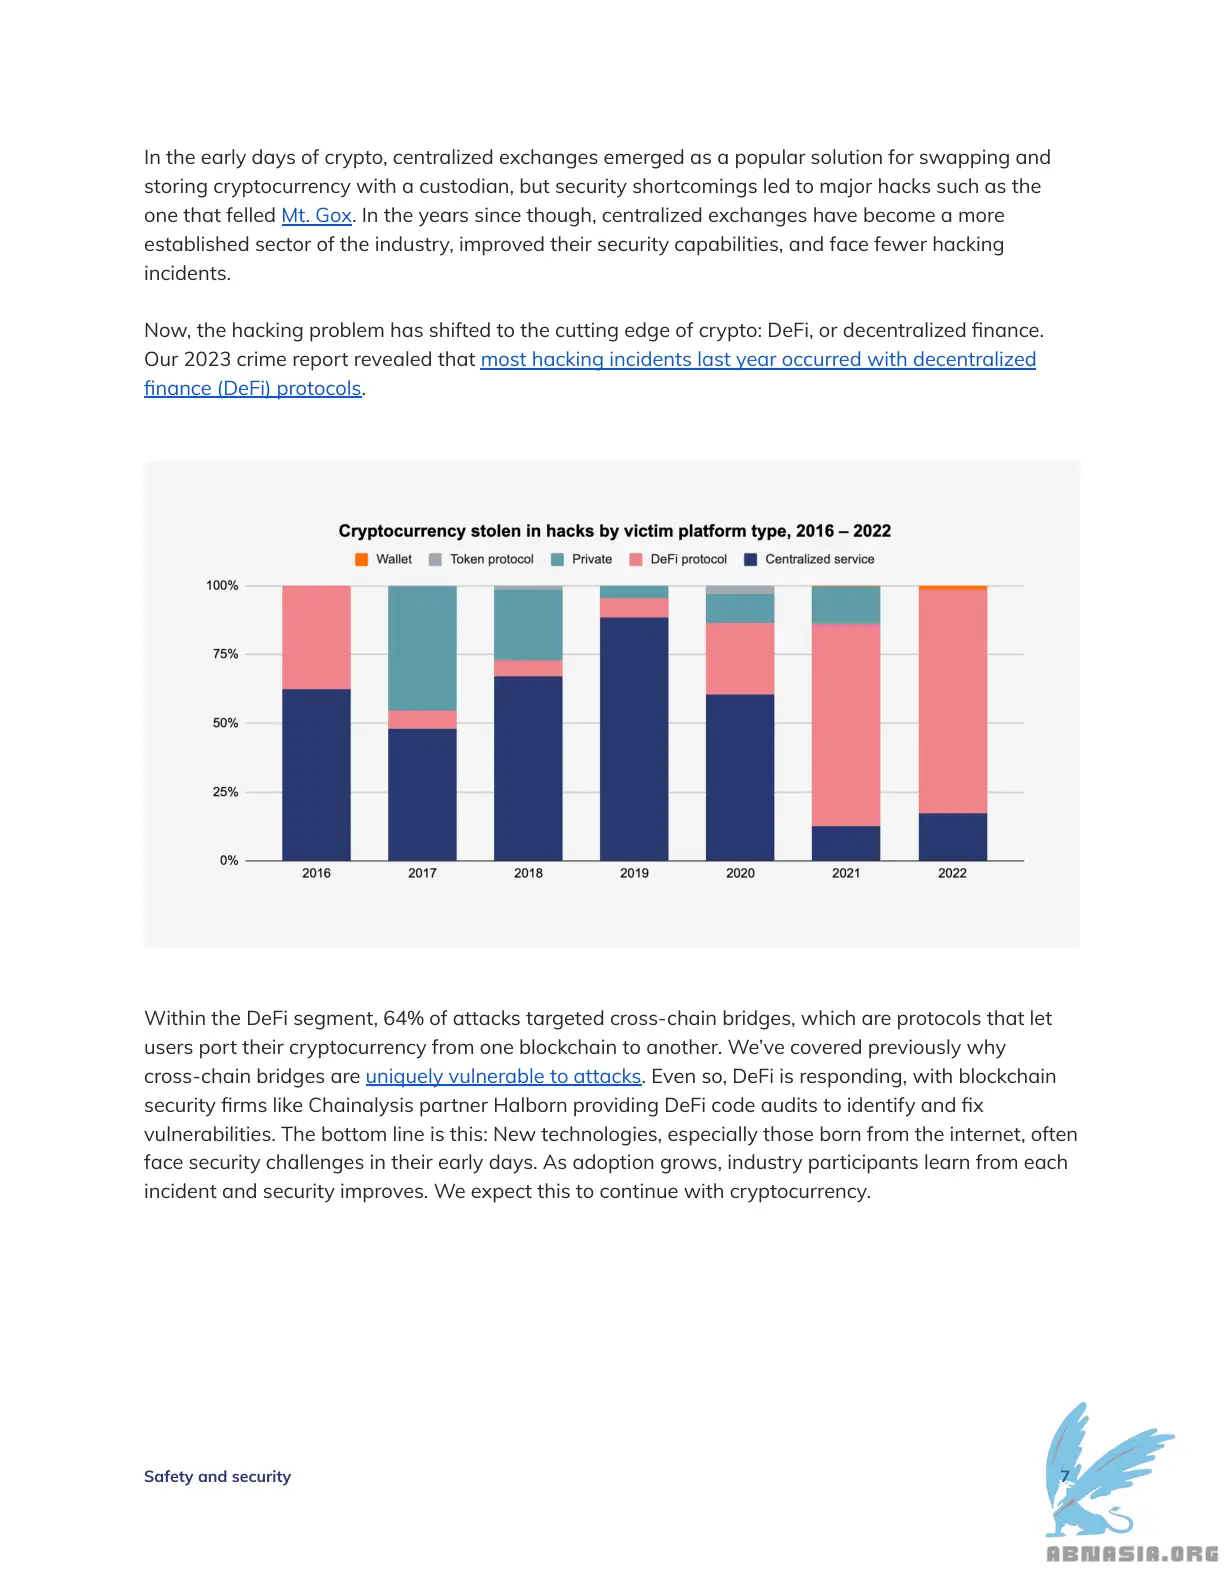 In the early days of crypto, centralized exchanges emerged as a popular solution for swapping and
storing cryptocurrency with a custodian, but security shortcomings led to major hacks such as the
one that felled Mt. Gox. In the years since though, centralized exchanges have become a more
established sector of the industry, improved their security capabilities, and face fewer hacking
incidents.
Now, the hacking problem has shifted to the cutting edge of crypto: DeFi, or decentralized finance.
Our 2023 crime report revealed that most hacking incidents last year occurred with decentralized
finance (DeFi) protocols.
Cryptocurrency stolen in hacks by victim platform type, 2016 – 2022
Wallet Token protocol Private DeFi protocol Centralized service
100%
75%
50%
25%
0%
2016 2017 2018 2019 2020 2021 2022
Within the DeFi segment, 64% of attacks targeted cross-chain bridges, which are protocols that let
users port their cryptocurrency from one blockchain to another. We’ve covered previously why
cross-chain bridges are uniquely vulnerable to attacks. Even so, DeFi is responding, with blockchain
security firms like Chainalysis partner Halborn providing DeFi code audits to identify and fix
vulnerabilities. The bottom line is this: New technologies, especially those born from the internet, often
face security challenges in their early days. As adoption grows, industry participants learn from each
incident and security improves. We expect this to continue with cryptocurrency.
Safety and security
7
ABNASIA.ORG